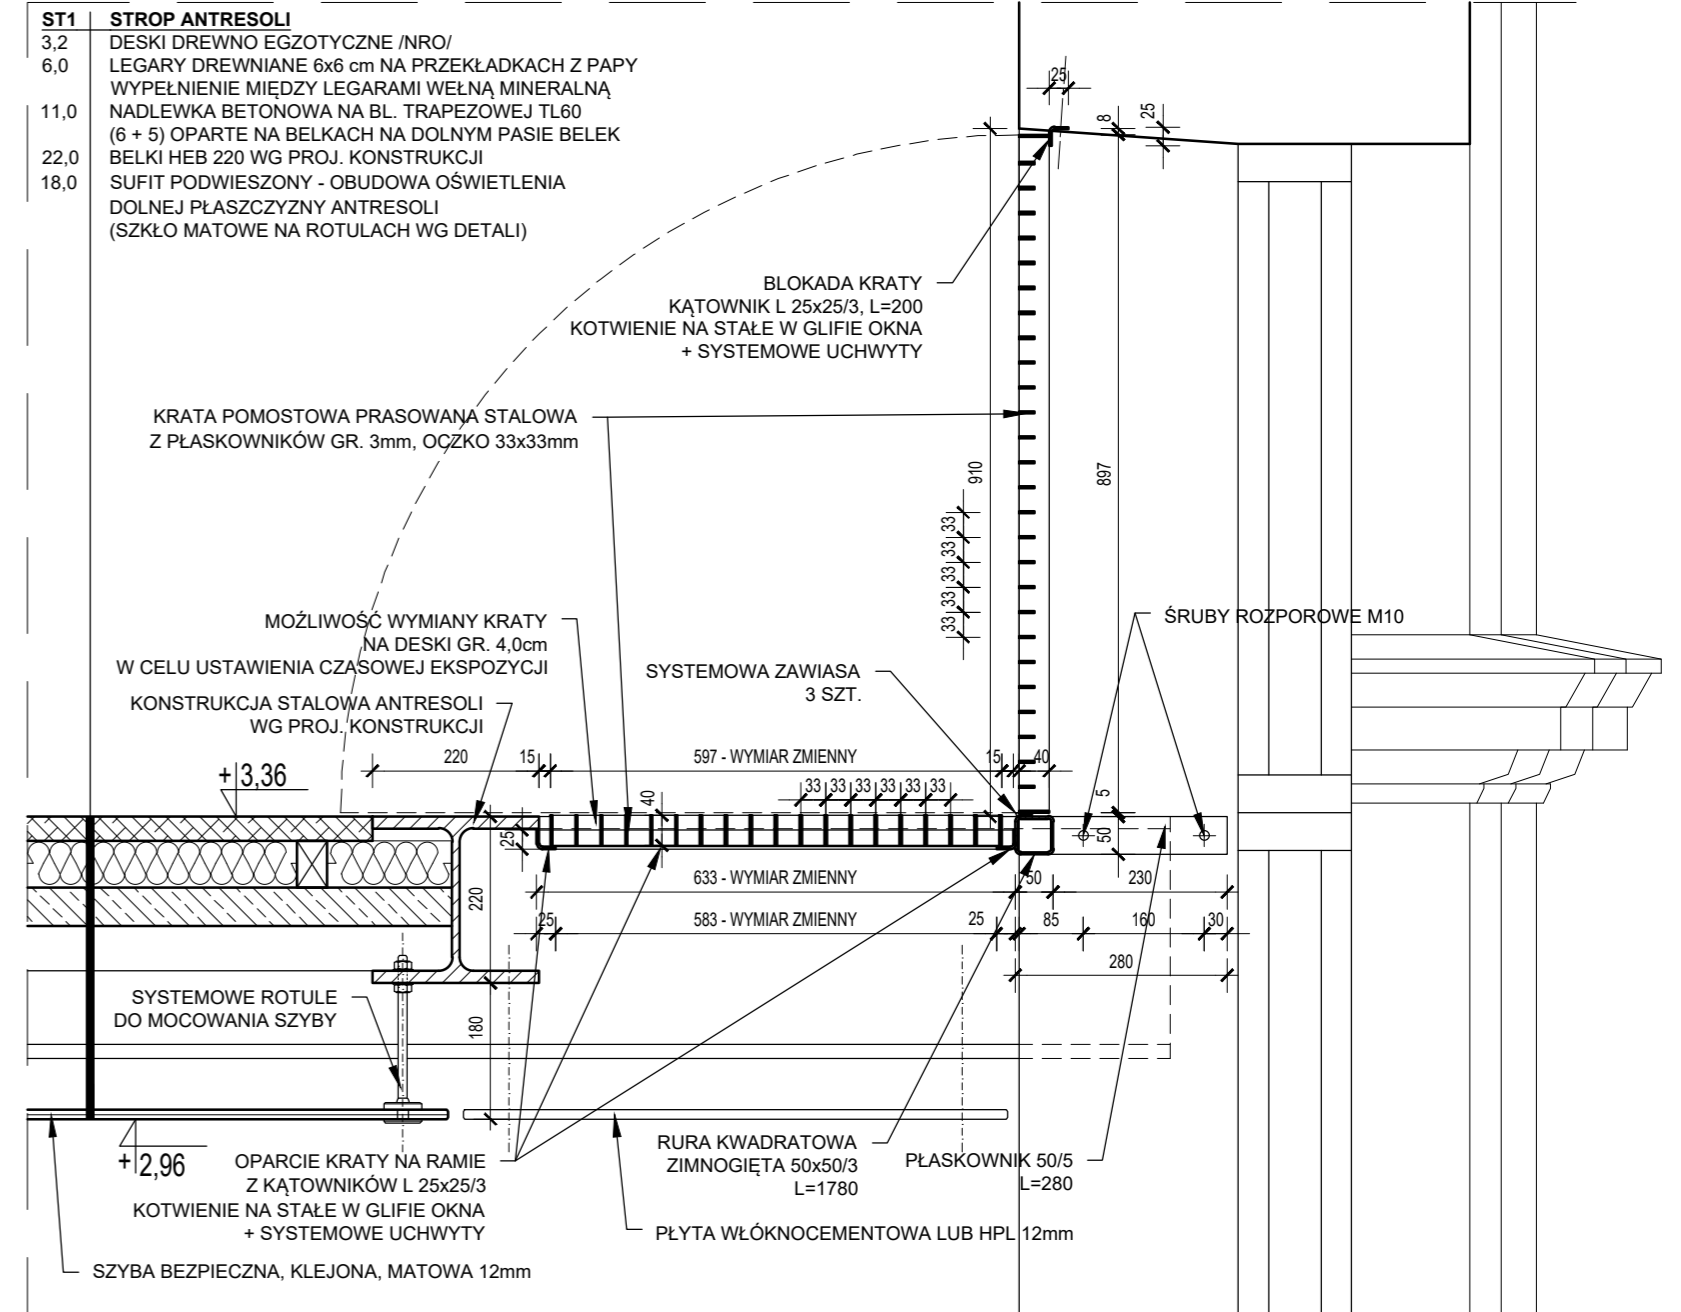 ST1 STROP ANTRESOLI
3,2 DESKI DREWNO EGZOTYCZNE /NRO/
6,0 LEGARY DREWNIANE 6x6 cm NA PRZEKŁADKACH Z PAPY
WYPEŁNIENIE MIĘDZY LEGARAMI WEŁNĄ MINERALNĄ
11,0 NADLEWKA BETONOWA NA BL. TRAPEZOWEJ TL60
(6 + 5) OPARTE NA BELKACH NA DOLNYM PASIE BELEK
22,0 BELKI HEB 220 WG PROJ. KONSTRUKCJI
18,0 SUFIT PODWIESZONY - OBUDOWA OŚWIETLENIA
DOLNEJ PŁASZCZYZNY ANTRESOLI
(SZKŁO MATOWE NA ROTULACH WG DETALI)
25
8
25
BLOKADA KRATY
KĄTOWNIK L 25x25/3, L=200
KOTWIENIE NA STAŁE W GLIFIE OKNA
+ SYSTEMOWE UCHWYTY
KRATA POMOSTOWA PRASOWANA STALOWA
Z PŁASKOWNIKÓW GR. 3mm, OCZKO 33x33mm
910
897
33
33
33
33
33
MOŻLIWOŚĆ WYMIANY KRATY
NA DESKI GR. 4,0cm
W CELU USTAWIENIA CZASOWEJ EKSPOZYCJI
ŚRUBY ROZPOROWE M10
SYSTEMOWA ZAWIASA
3 SZT.
KONSTRUKCJA STALOWA ANTRESOLI
WG PROJ. KONSTRUKCJI
220
15
597 - WYMIAR ZMIENNY
15
40
+3,36
33 33 33 33 33 33
40
5
25
50
633 - WYMIAR ZMIENNY
50
230
220
25
583 - WYMIAR ZMIENNY
25
85
160
30
280
SYSTEMOWE ROTULE
DO MOCOWANIA SZYBY
180
+2,96
OPARCIE KRATY NA RAMIE
Z KĄTOWNIKÓW L 25x25/3
KOTWIENIE NA STAŁE W GLIFIE OKNA
+ SYSTEMOWE UCHWYTY
RURA KWADRATOWA
ZIMNOGIĘTA 50x50/3
L=1780
PŁASKOWNIK 50/5
L=280
PŁYTA WŁÓKNOCEMENTOWA LUB HPL 12mm
SZYBA BEZPIECZNA, KLEJONA, MATOWA 12mm